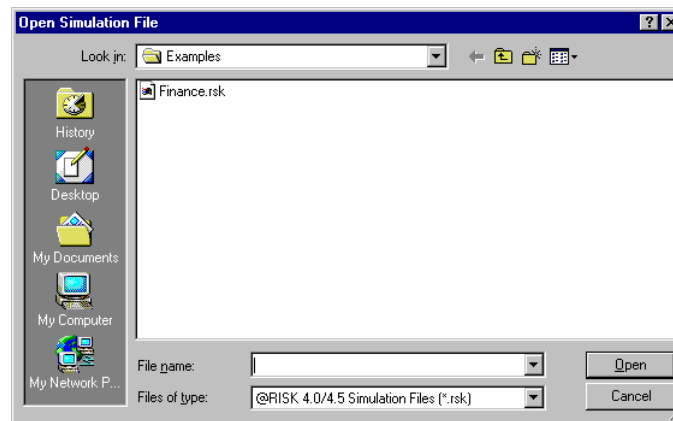 Open Simulation File
Look in: Examples
Finance.rsk
History
Desktop
My Documents
My Computer
My Network P...
File name: Open
Files of type: @RISK 4.0/4.5 Simulation Files (*.rsk) Cancel